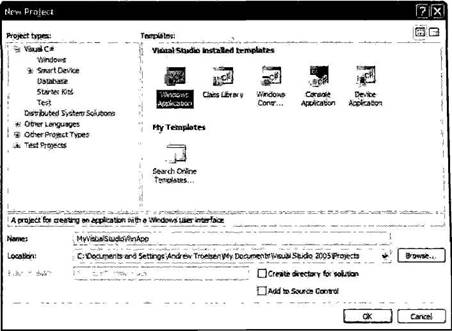 New Project
Project types:
Templates:
Visual C#
Windows
Smart Device
Database
Starter Kits
Test
Distributed System Solutions
Other Languages
Other Project Types
Test Projects
Visual Studio installed templates
Windows Application
Class Library
Windows Contr...
Console Application
Device Application
My Templates
Search Online Templates...
A project for creating an application with a Windows user interface
Name:
MyVisualStudioWinApp
Location:
C:\Documents and Settings\Andrew Troelsen\My Documents\Visual Studio 2005\Projects
Browse...
Create directory for solution
Add to Source Control
OK
Cancel